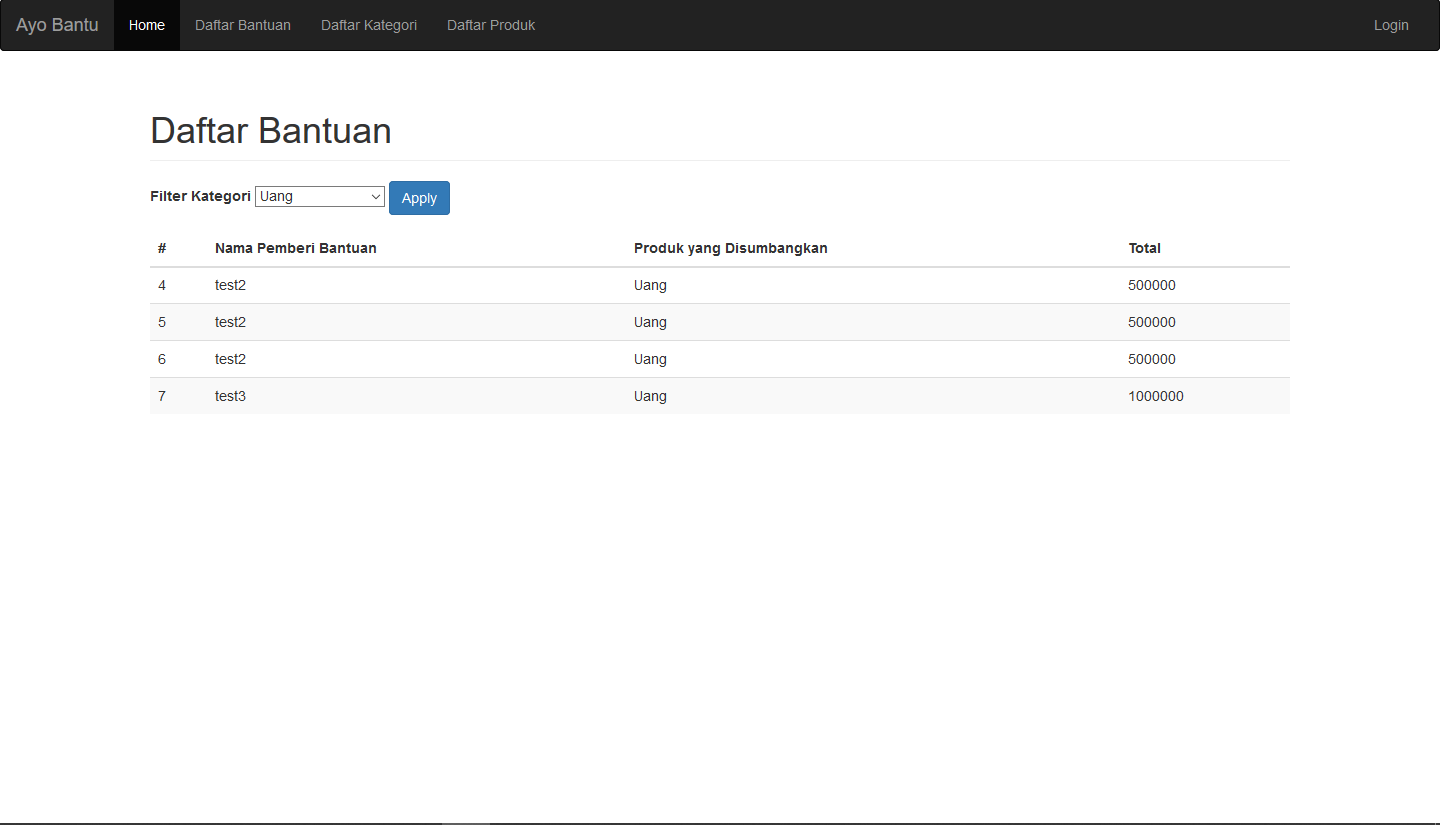 Ayo Bantu Home Daftar Bantuan Daftar Kategori Daftar Produk Login
Daftar Bantuan
Filter Kategori Uang Apply
# Nama Pemberi Bantuan Produk yang Disumbangkan Total
4 test2 Uang 500000
5 test2 Uang 500000
6 test2 Uang 500000
7 test3 Uang 1000000